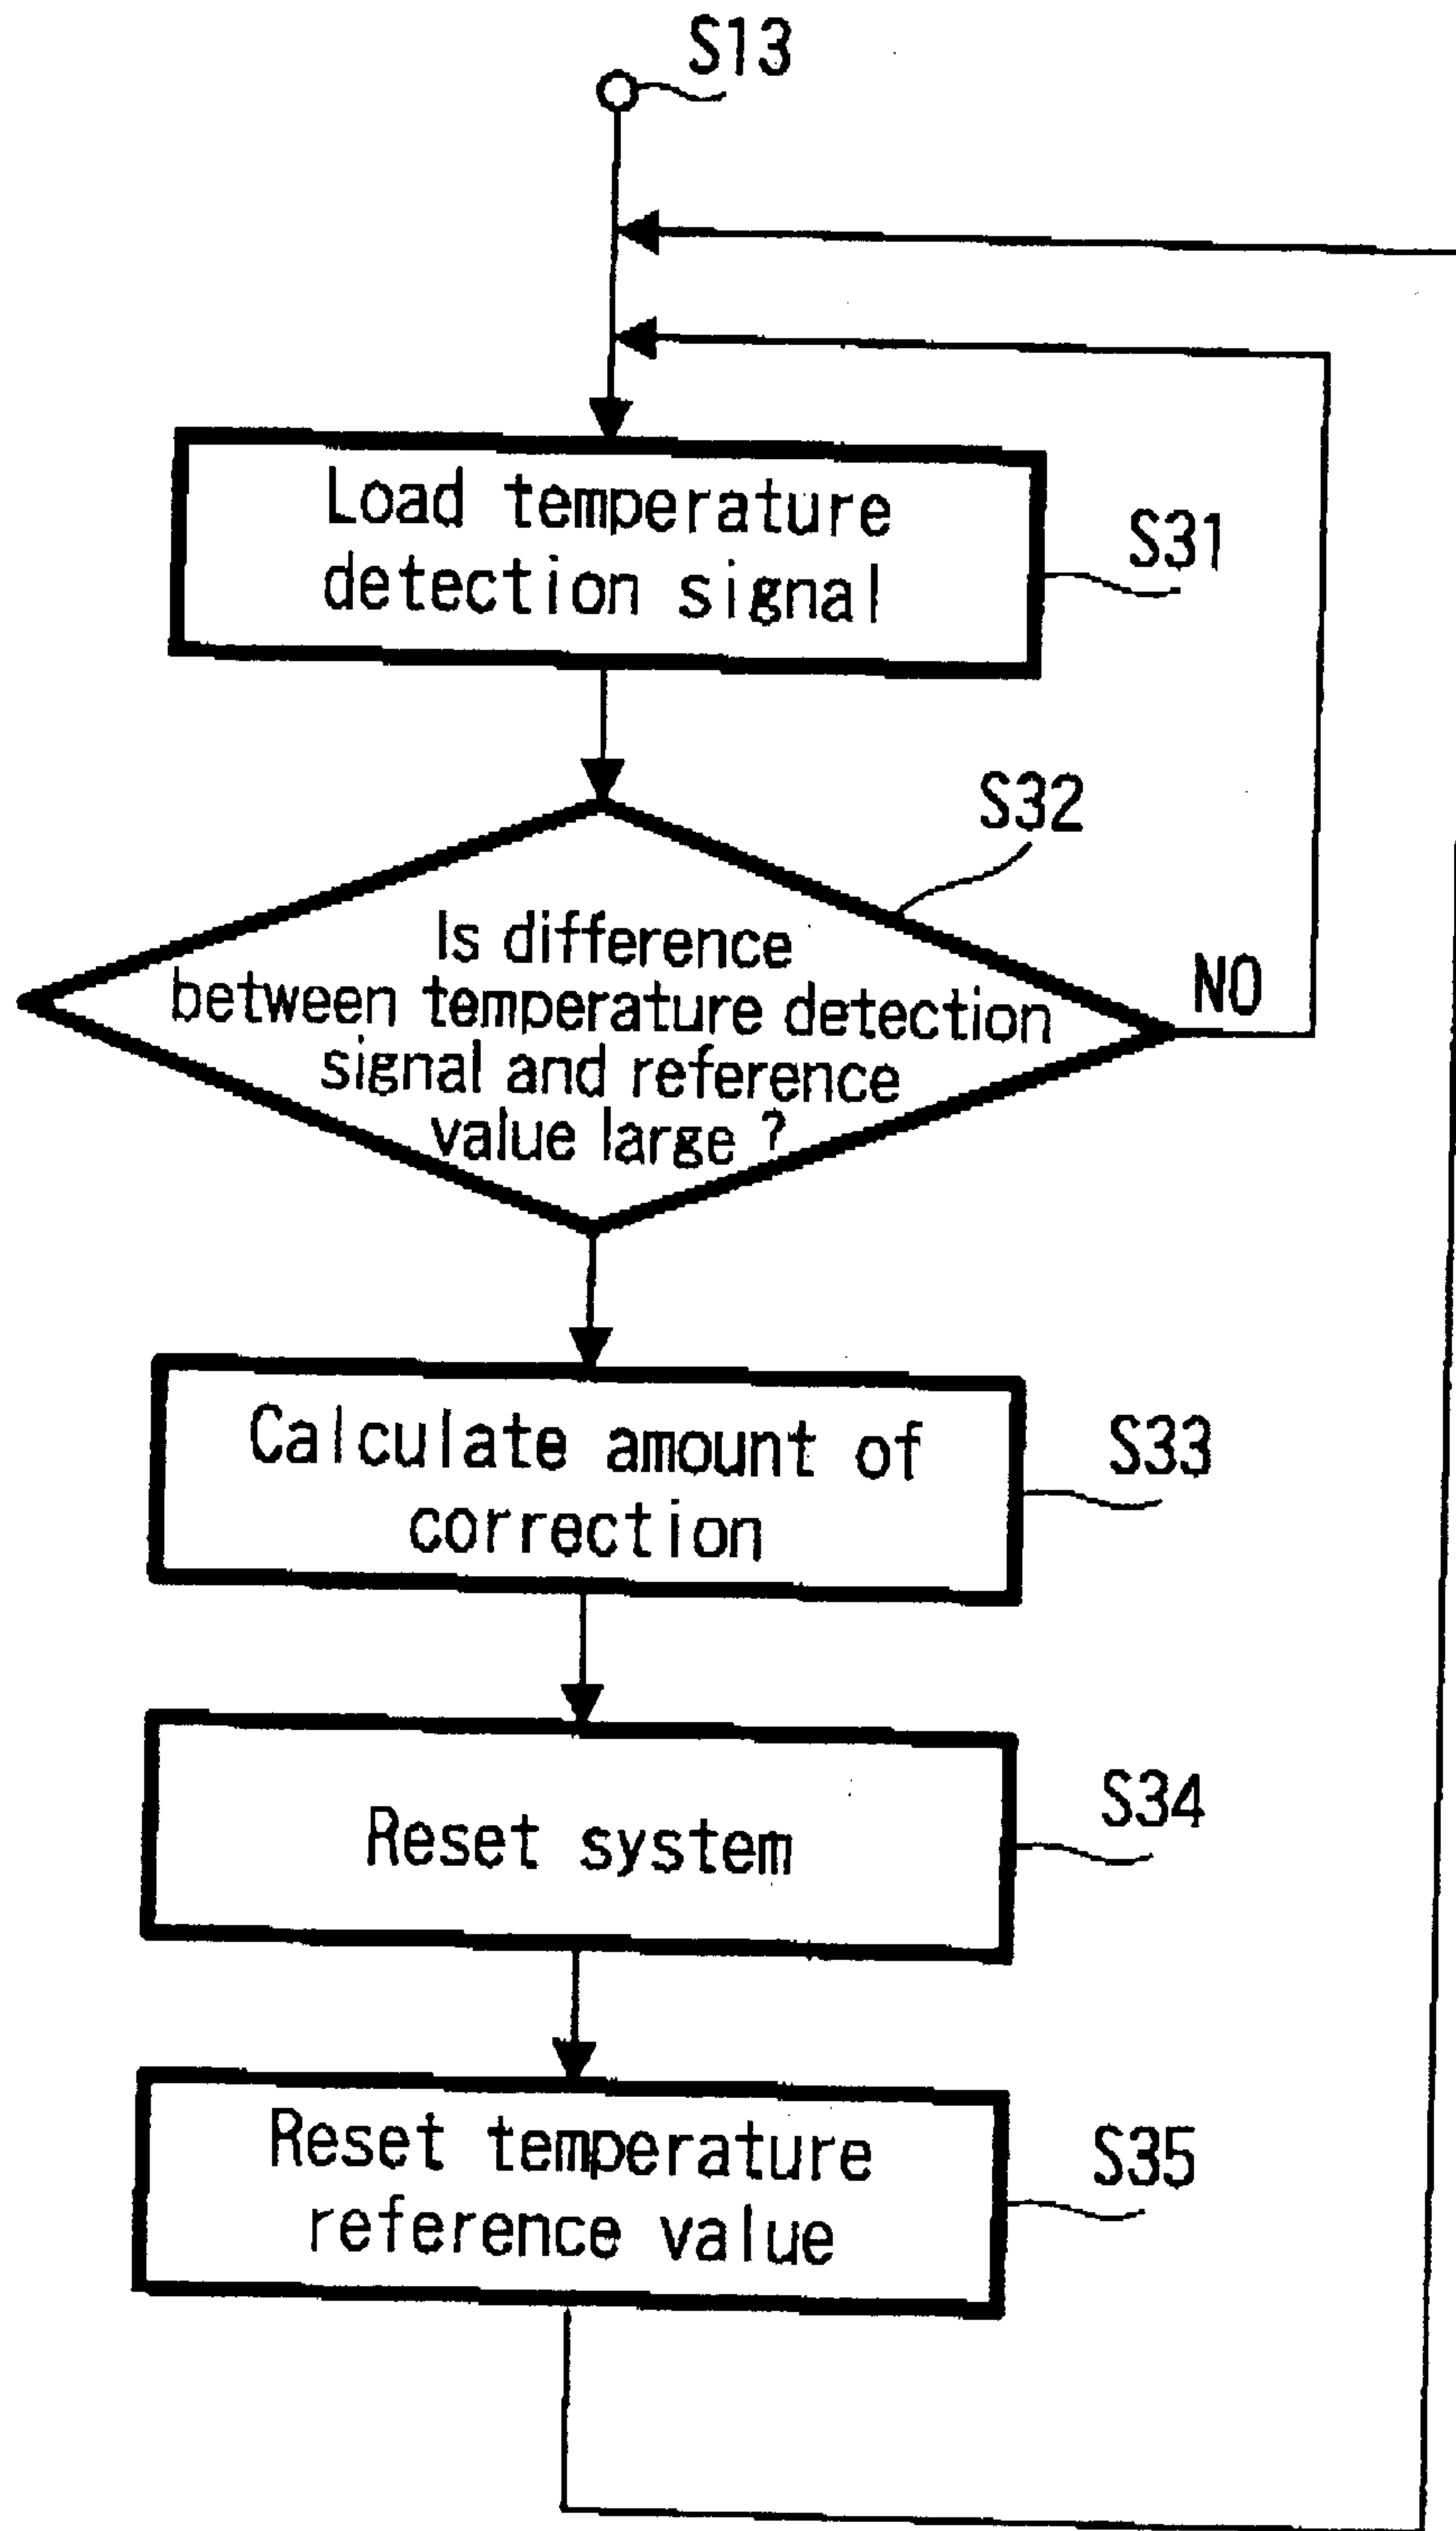 S13
Load temperature
detection signal
S31
S32
Is difference
between temperature detection
signal and reference
value large ?
NO
Calculate amount of
correction
S33
Reset system
S34
Reset temperature
reference value
S35